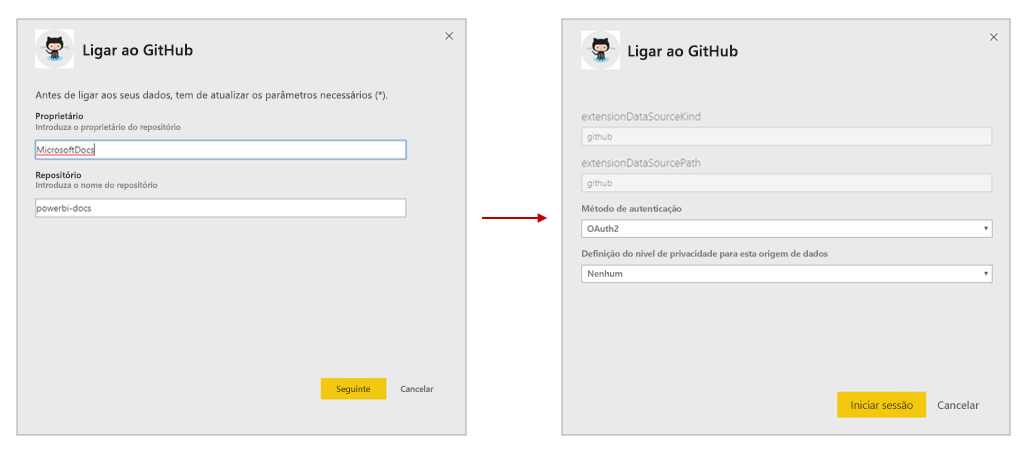 Ligar ao GitHub
Antes de ligar aos seus dados, tem de atualizar os parâmetros necessários (*).
Proprietário
Introduza o proprietário do repositório
MicrosoftDocs
Repositório
Introduza o nome do repositório
powerbi-docs
Seguinte
Cancelar
Ligar ao GitHub
extensionDataSourceKind
github
extensionDataSourcePath
github
Método de autenticação
OAuth2
Definição do nível de privacidade para esta origem de dados
Nenhum
Iniciar sessão
Cancelar